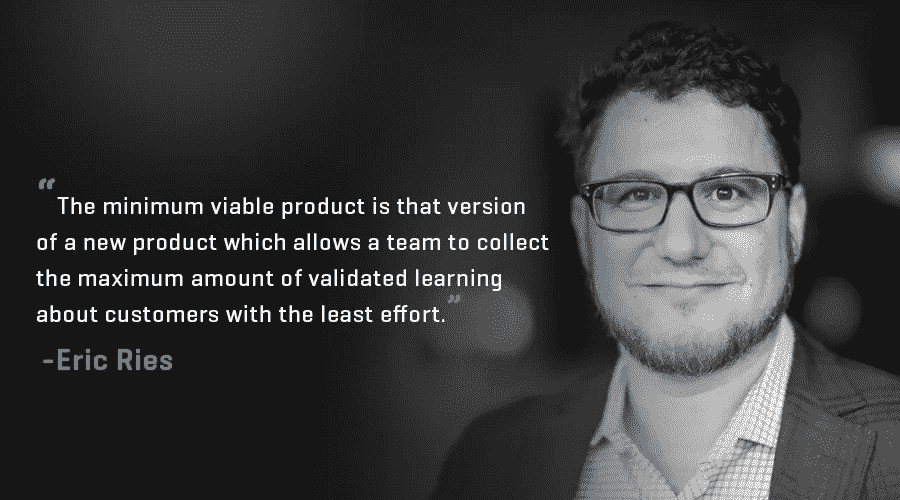 “The minimum viable product is that version
of a new product which allows a team to collect
the maximum amount of validated learning
about customers with the least effort.”
-Eric Ries